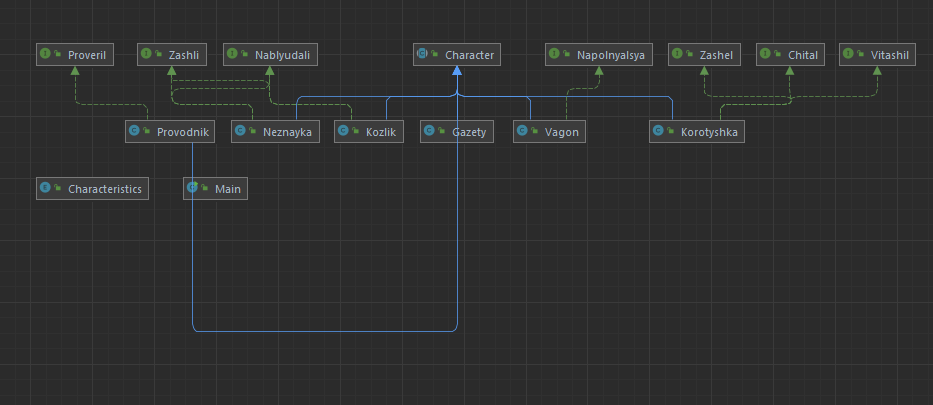 Proveril
Zashli
Nablyudali
Character
Napolnyalsya
Zashel
Chital
Vitashil
Provodnik
Neznayka
Kozlik
Gazety
Vagon
Korotyshka
Characteristics
Main